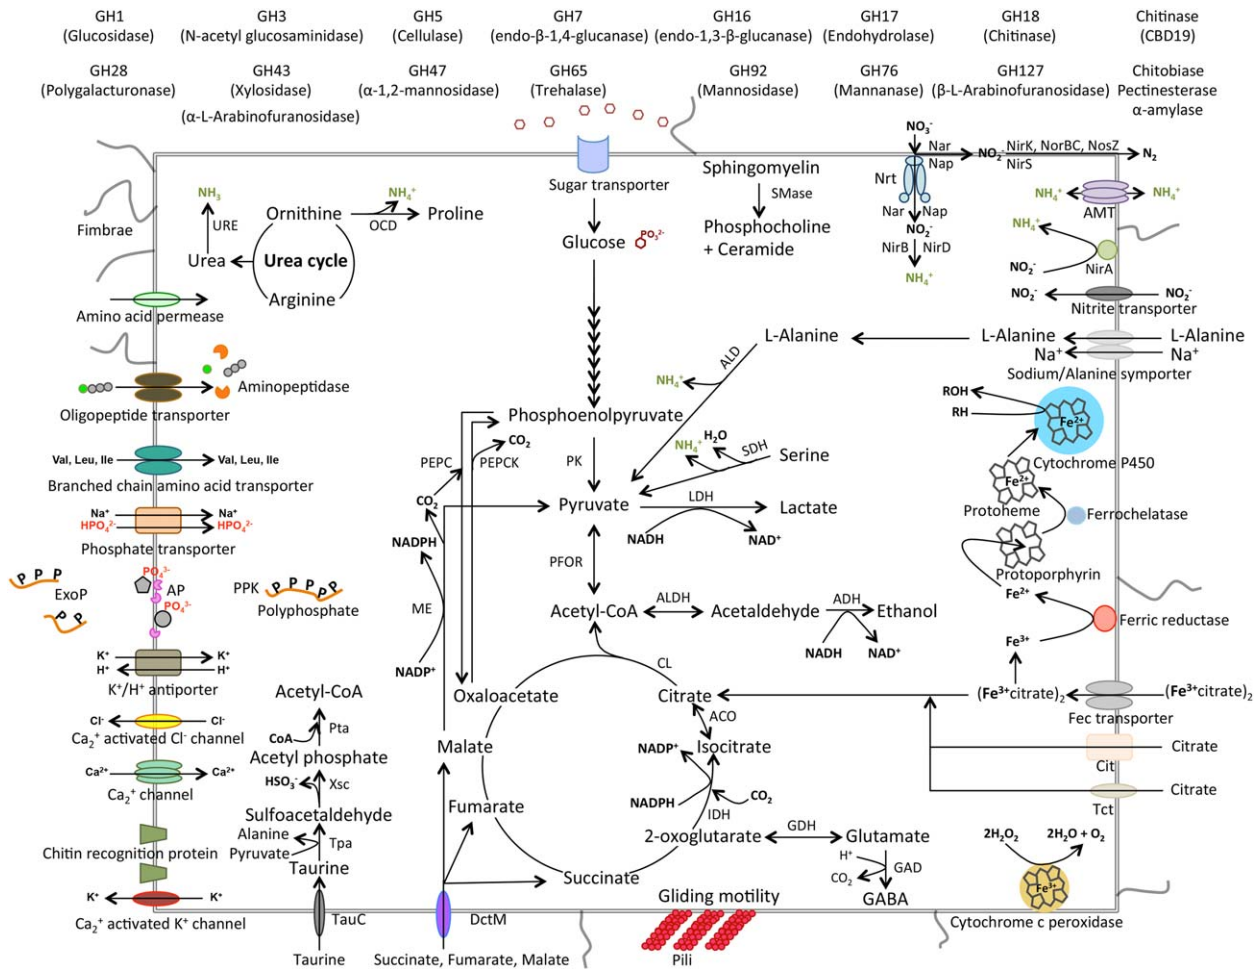 GH1
(Glucosidase)
GH3
(N-acetyl glucosaminidase)
GH5
(Cellulase)
GH7
(endo-β-1,4-glucanase)
GH16
(endo-1,3-β-glucanase)
GH17
(Endohydrolase)
GH18
(Chitinase)
Chitinase
(CBD19)
GH28
(Polygalacturonase)
GH43
(Xylosidase)
(α-L-Arabinofuranosidase)
GH47
(α-1,2-mannosidase)
GH65
(Trehalase)
GH92
(Mannosidase)
GH76
(Mannanase)
GH127
(β-L-Arabinofuranosidase)
Chitobiase
Pectinesterase
α-amylase
Fimbrae
NH₃
URE
Urea
Ornithine
Urea cycle
Arginine
NH₄⁺
OCD
Proline
Sugar transporter
Glucose
PO₃²⁻
Sphingomyelin
SMase
Phosphocholine
+ Ceramide
NO₃⁻
Nar
Nap
NO₂⁻
NirK, NorBC, NosZ
NirS
N₂
Nrt
Nar
Nap
NO₂⁻
NirB
NirD
NH₄⁺
NH₄⁺
NH₄⁺
AMT
NH₄⁺
NO₂⁻
NirA
NO₂⁻
NO₂⁻
Nitrite transporter
Amino acid permease
Aminopeptidase
Oligopeptide transporter
Val, Leu, Ile
Val, Leu, Ile
Branched chain amino acid transporter
Na⁺
Na⁺
HPO₄²⁻
HPO₄²⁻
Phosphate transporter
P P P
ExoP
P P
PO₄³⁻
AP
PO₄³⁻
PPK
P P P P P
Polyphosphate
K⁺
K⁺
H⁺
H⁺
K⁺/H⁺ antiporter
Cl⁻
Cl⁻
Ca₂⁺ activated Cl⁻ channel
Ca²⁺
Ca²⁺
Ca₂⁺ channel
Chitin recognition protein
K⁺
K⁺
Ca₂⁺ activated K⁺ channel
Acetyl-CoA
CoA
Pta
Acetyl phosphate
HSO₃⁻
Xsc
Sulfoacetaldehyde
Alanine
Pyruvate
Tpa
Taurine
TauC
Taurine
L-Alanine
L-Alanine
L-Alanine
Na⁺
Na⁺
Sodium/Alanine symporter
ALD
NH₄⁺
Phosphoenolpyruvate
CO₂
PEPC
PEPCK
PK
NH₄⁺
H₂O
SDH
Serine
CO₂
Pyruvate
LDH
Lactate
NADH
NAD⁺
NADPH
ME
NADP⁺
PFOR
Acetyl-CoA
ALDH
Acetaldehyde
ADH
Ethanol
NADH
NAD⁺
CL
Oxaloacetate
Citrate
ACO
Malate
NADP⁺
Isocitrate
Fumarate
NADPH
CO₂
IDH
2-oxoglutarate
GDH
Glutamate
H⁺
CO₂
GAD
GABA
Succinate
DctM
Succinate, Fumarate, Malate
Gliding motility
Pili
ROH
RH
Fe²⁺
Cytochrome P450
Fe²⁺
Protoheme
Ferrochelatase
Protoporphyrin
Fe²⁺
Ferric reductase
Fe³⁺
(Fe³⁺citrate)₂
(Fe³⁺citrate)₂
Fec transporter
Citrate
Cit
Citrate
Tct
2H₂O₂
2H₂O + O₂
Fe³⁺
Cytochrome c peroxidase